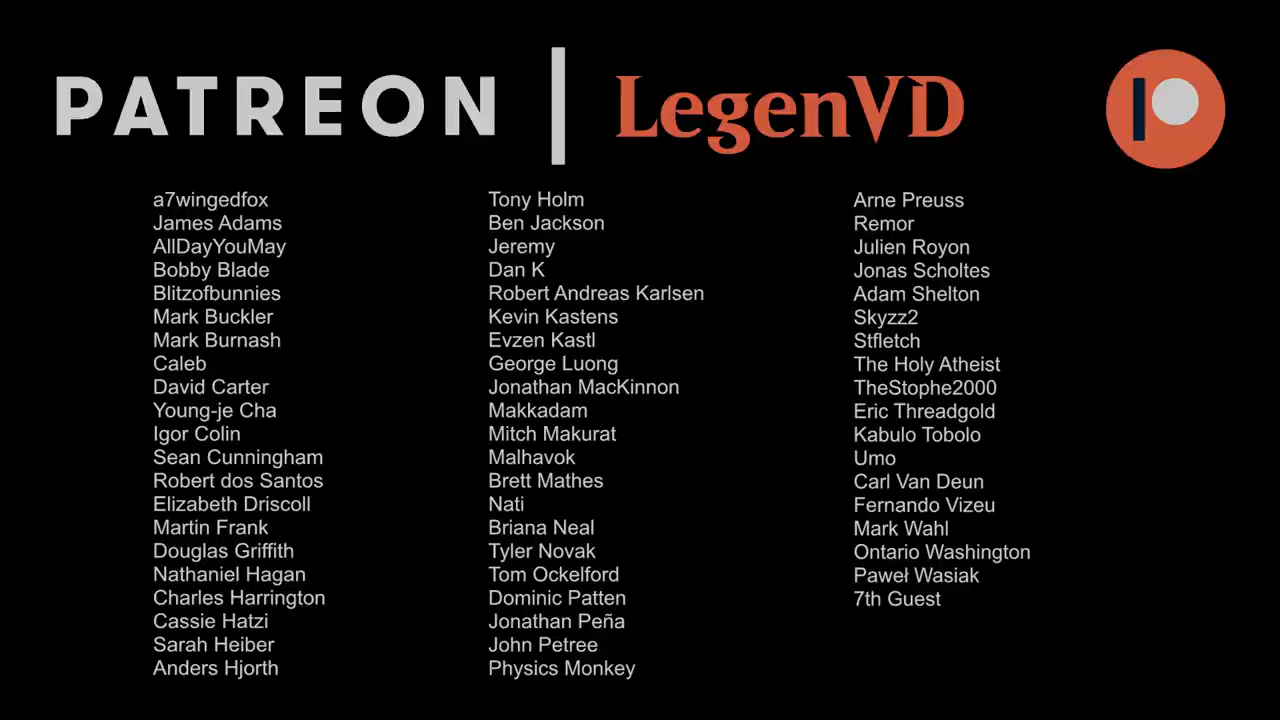 PATREON | LegenVD
a7wingedfox
James Adams
AllDayYouMay
Bobby Blade
Blitzofbunnies
Mark Buckler
Mark Burnash
Caleb
David Carter
Young-je Cha
Igor Colin
Sean Cunningham
Robert dos Santos
Elizabeth Driscoll
Martin Frank
Douglas Griffith
Nathaniel Hagan
Charles Harrington
Cassie Hatzi
Sarah Heiber
Anders Hjorth
Tony Holm
Ben Jackson
Jeremy
Dan K
Robert Andreas Karlsen
Kevin Kastens
Evzen Kastl
George Luong
Jonathan MacKinnon
Makkadam
Mitch Makurat
Malhavok
Brett Mathes
Nati
Briana Neal
Tyler Novak
Tom Ockelford
Dominic Patten
Jonathan Peña
John Petree
Physics Monkey
Arne Preuss
Remor
Julien Royon
Jonas Scholtes
Adam Shelton
Skyzz2
Stfletch
The Holy Atheist
TheStophe2000
Eric Threadgold
Kabulo Tobolo
Umo
Carl Van Deun
Fernando Vizeu
Mark Wahl
Ontario Washington
Paweł Wasiak
7th Guest